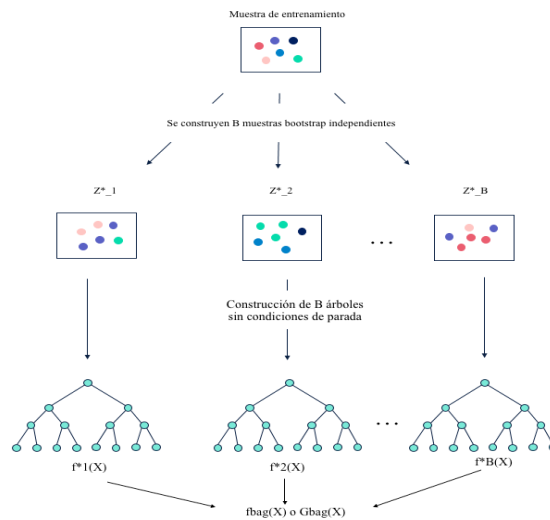 Muestra de entrenamiento
Se construyen B muestras bootstrap independientes
Z*_1
Z*_2
Z*_B
...
Construcción de B árboles
sin condiciones de parada
...
f*1(X)
f*2(X)
f*B(X)
fbag(X) o Gbag(X)